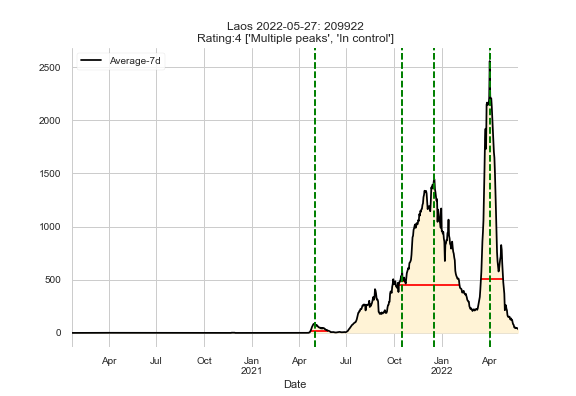 Laos 2022-05-27: 209922
Rating:4 ['Multiple peaks', 'In control']
Average-7d
2500
2000
1500
1000
500
0
Apr Jul Oct Jan Apr Jul Oct Jan Apr
2021 2022
Date